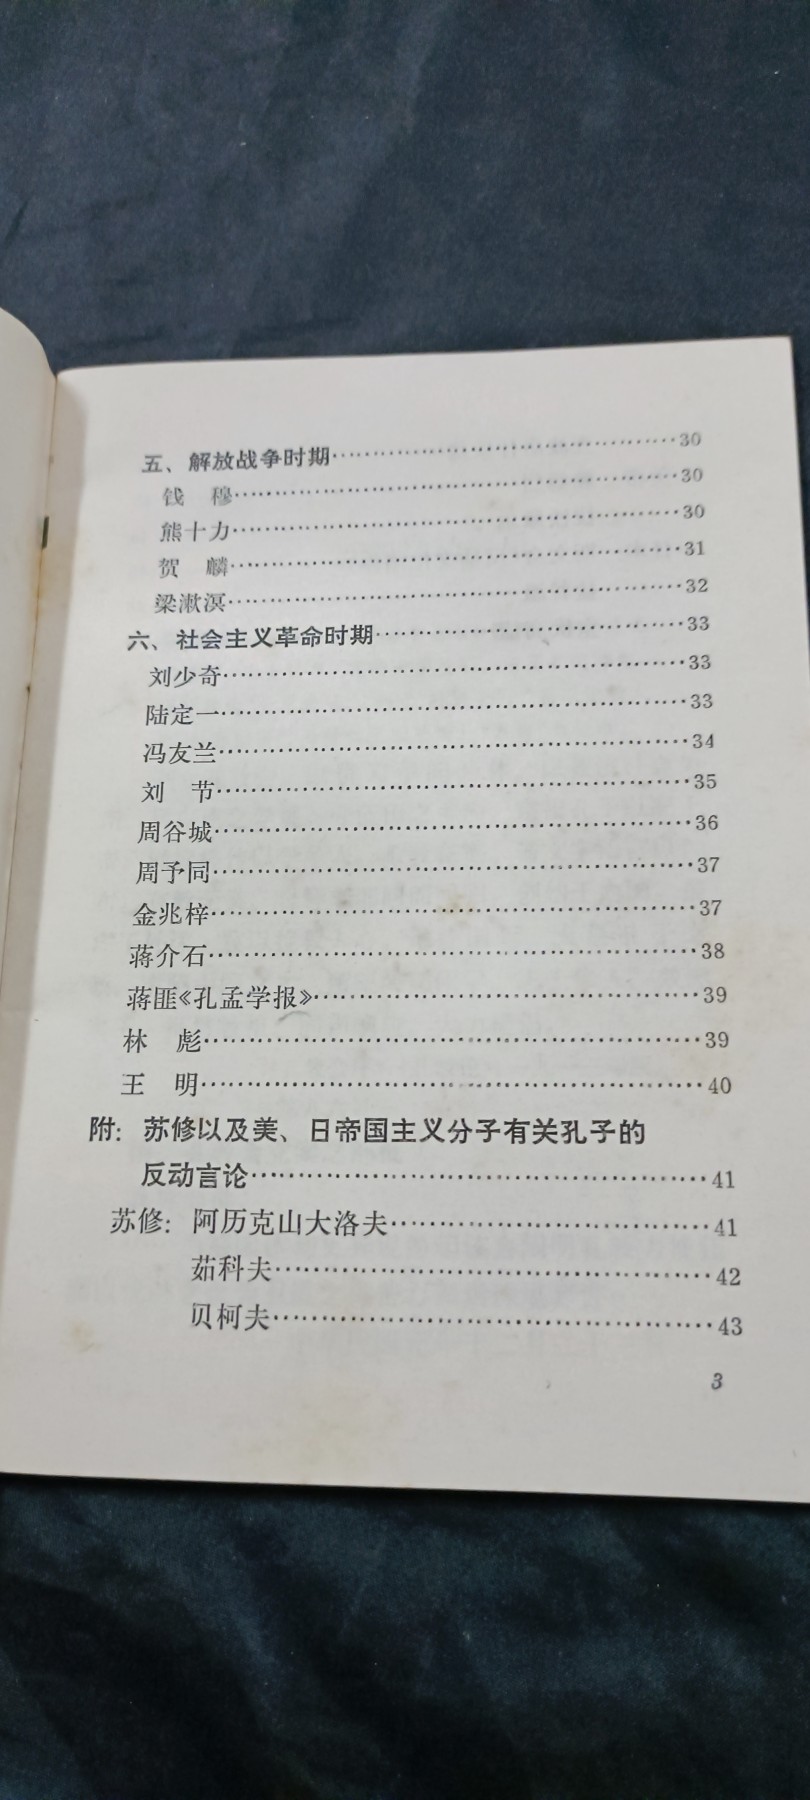 五、解放战争时期……30
钱　穆……30
熊十力……30
贺　麟……31
梁漱溟……32
六、社会主义革命时期……33
刘少奇……33
陆定一……33
冯友兰……34
刘　节……35
周谷城……36
周予同……37
金兆梓……37
蒋介石……38
蒋匪《孔孟学报》……39
林　彪……39
王　明……40
附：苏修以及美、日帝国主义分子有关孔子的
反动言论……41
苏修：阿历克山大洛夫……41
茹科夫……42
贝柯夫……43
3